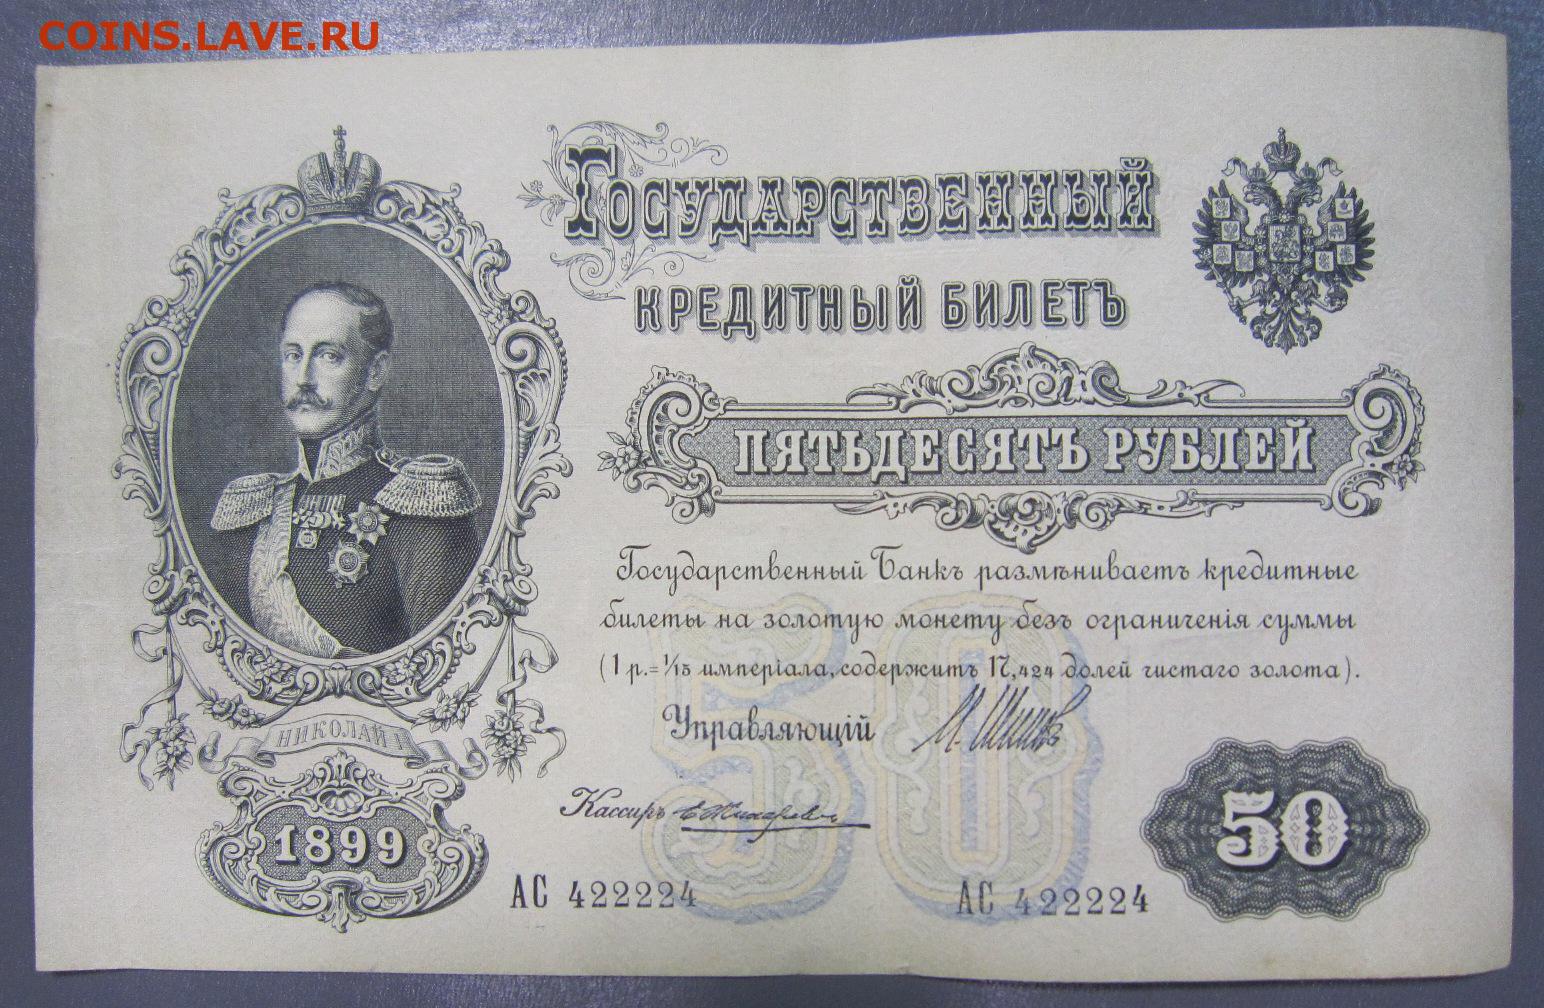 COINS.LAVE.RU
Государственный
кредитный билетъ
пятьдесятъ рублей
Государственный Банкъ размѣниваетъ кредитные
билеты на золотую монету безъ ограниченія суммы
(1 р.= 1/15 имперіала, содержитъ 17,424 долей чистаго золота).
Управляющій
Кассиръ
НИКОЛАЙ I
1899
50
50
АС 422224
АС 422224